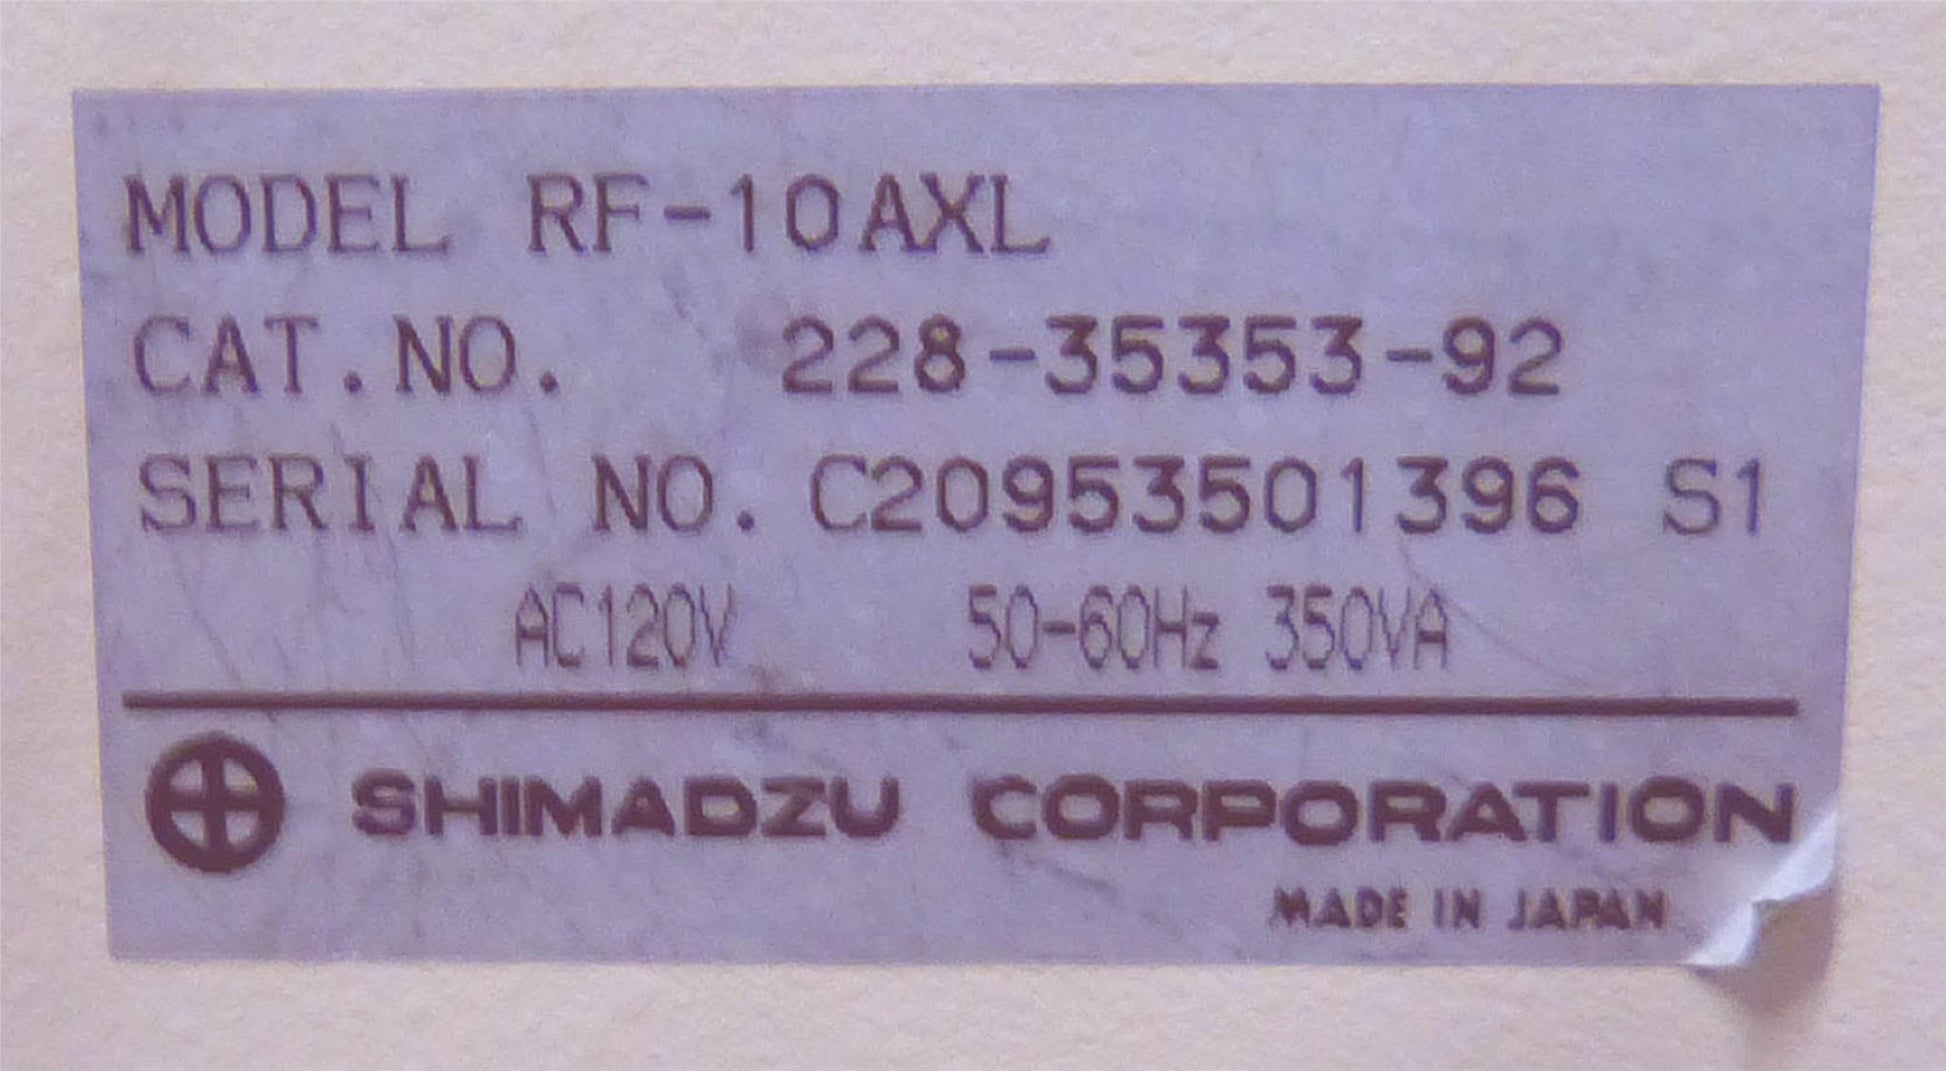 MODEL RF-10AXL
CAT.NO. 228-35353-92
SERIAL NO. C20953501396 S1
AC120V 50-60Hz 350VA
SHIMADZU CORPORATION
MADE IN JAPAN